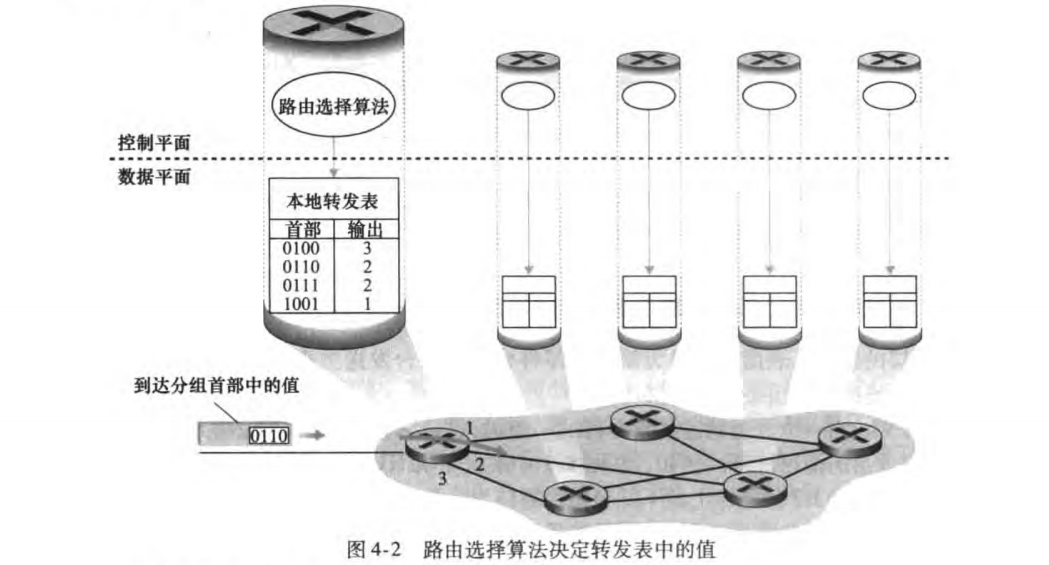 路由选择算法
控制平面
数据平面
本地转发表
首部 输出
0100 3
0110 2
0111 2
1001 1
到达分组首部中的值
0110
1
2
3
图 4-2 路由选择算法决定转发表中的值